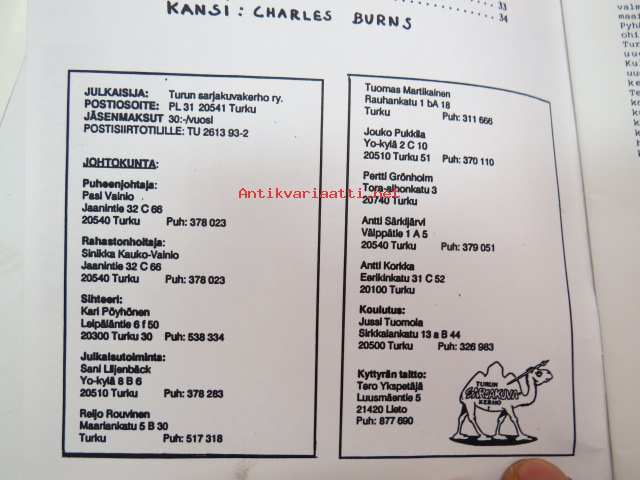 33
34
KANSI: CHARLES BURNS
JULKAISIJA: Turun sarjakuvakerho ry.
POSTIOSOITE: PL 31 20541 Turku
JÄSENMAKSUT 30:-/vuosi
POSTISIIRTOTILILLE: TU 2613 93-2
JOHTOKUNTA:
Puheenjohtaja:
Pasi Vainio
Jaanintie 32 C 66
20540 Turku Puh: 378 023
Rahastonhoitaja:
Sinikka Kauko-Vainio
Jaanintie 32 C 66
20540 Turku Puh: 378 023
Sihteeri:
Kari Pöyhönen
Leipäläntie 6 f 50
20300 Turku 30 Puh: 538 334
Julkaisutoiminta:
Sani Liljenbäck
Yo-kylä 8 B 6
20510 Turku Puh: 378 283
Reijo Rouvinen
Maariankatu 5 B 30
Turku Puh: 517 318
Tuomas Martikainen
Rauhankatu 1 bA 18
Turku Puh: 311 666
Jouko Pukkila
Yo-kylä 2 C 10
20510 Turku 51 Puh: 370 110
Pertti Grönholm
Tora-alhonkatu 3
20740 Turku
Antti Särkijärvi
Välppätie 1 A 5
20540 Turku Puh: 379 051
Antti Korkka
Eerikinkatu 31 C 52
20100 Turku
Koulutus:
Jussi Tuomola
Sirkkalankatu 13 a B 44
20500 Turku Puh: 326 983
Kyttyrän taitto:
Tero Ykspetäjä
Luusmäentie 5
21420 Lieto
Puh: 877 690
TURUN
SARJAKUVA
KERHO
Antikvariaatti.net